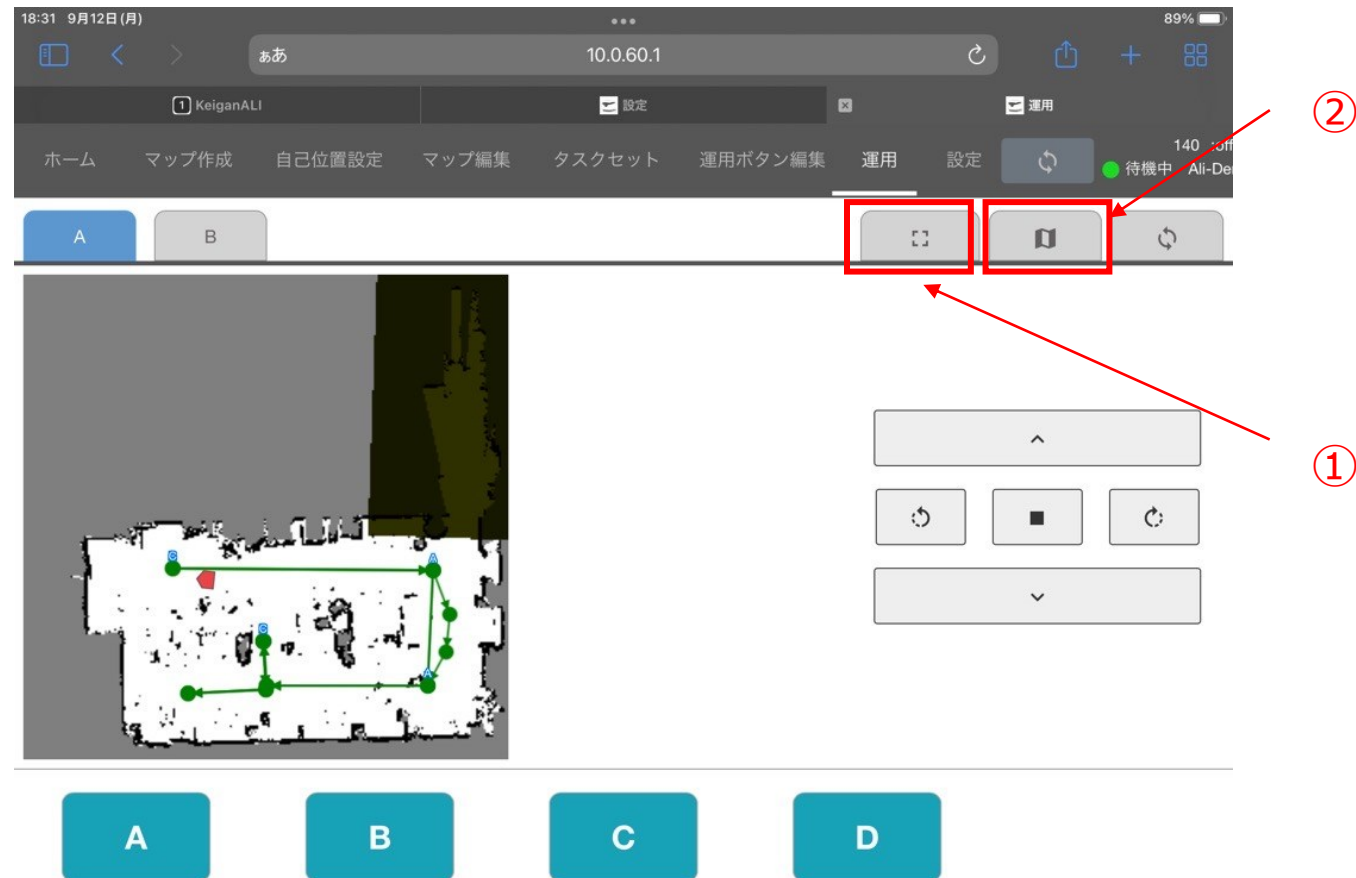 18:31 9月12日(月)
89%
ぁあ
10.0.60.1
1 KeiganALI
設定
運用
②
ホーム
マップ作成
自己位置設定
マップ編集
タスクセット
運用ボタン編集
運用
設定
140 :off
待機中 Ali-De
A
B
①
C
A
C
A
A
B
C
D